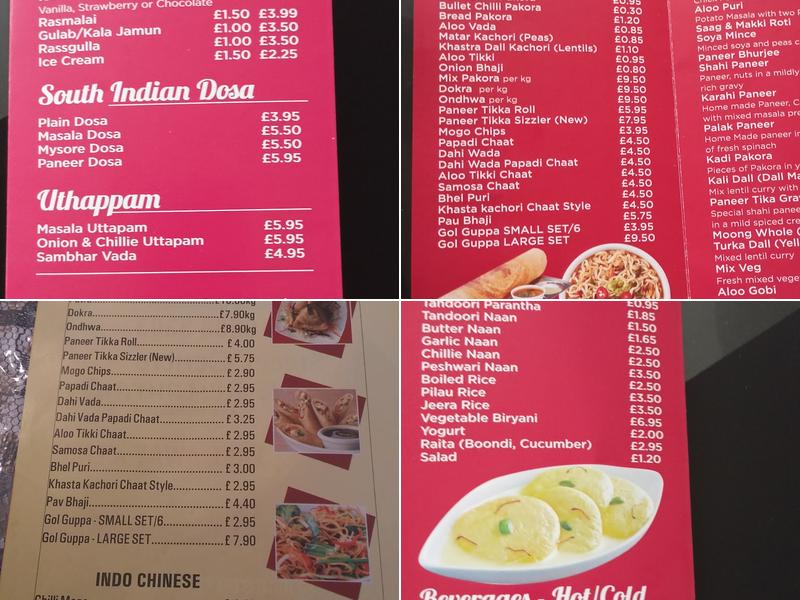 Vanilla, Strawberry or Chocolate
Rasmalai £1.50 £3.99
Gulab/Kala Jamun £1.00 £3.50
Rassgulla £1.00 £3.50
Ice Cream £1.50 £2.25
South Indian Dosa
Plain Dosa £3.95
Masala Dosa £5.50
Mysore Dosa £5.50
Paneer Dosa £5.95
Uthappam
Masala Uttapam £5.95
Onion & Chillie Uttapam £5.95
Sambhar Vada £4.95
£0.95
Bullet Chilli Pakora £0.30
Bread Pakora £1.20
Aloo Vada £0.85
Matar Kachori (Peas) £0.85
Khastra Dall Kachori (Lentils) £1.10
Aloo Tikki £0.95
Onion Bhaji £0.80
Mix Pakora per kg £9.50
Dokra per kg £9.50
Ondhwa per kg £9.50
Paneer Tikka Roll £5.95
Paneer Tikka Sizzler (New) £7.95
Mogo Chips £3.95
Papadi Chaat £4.50
Dahi Wada £4.50
Dahi Wada Papadi Chaat £4.50
Aloo Tikki Chaat £4.50
Samosa Chaat £4.50
Bhel Puri £4.50
Khasta kachori Chaat Style £4.50
Pau Bhaji £5.75
Gol Guppa SMALL SET/6 £3.95
Gol Guppa LARGE SET £9.50
Aloo Puri
Potato Masala with two
Saag & Makki Roti
Soya Mince
Minced soya and peas
Paneer Bhurjee
Shahi Paneer
Paneer, nuts in a mildly
rich gravy
Karahi Paneer
Home made Paneer,
with mixed masala
Palak Paneer
Home Made paneer in
of fresh spinach
Kadi Pakora
Pieces of Pakora in
Kali Dall (Dall
Mix lentil curry with
Paneer Tika
Special shahi paneer
in a mild spiced
Moong Whole
Turka Dall
Mixed lentil curry
Mix Veg
Fresh mixed
Aloo Gobi
Dokra £7.90kg
Ondhwa £8.90kg
Paneer Tikka Roll £ 4.00
Paneer Tikka Sizzler (New) £ 5.75
Mogo Chips £ 2.90
Papadi Chaat £ 2.95
Dahi Vada £ 2.95
Dahi Vada Papadi Chaat £ 3.25
Aloo Tikki Chaat £ 2.95
Samosa Chaat £ 2.95
Bhel Puri £ 3.00
Khasta Kachori Chaat Style £ 2.95
Pav Bhaji £ 4.40
Gol Guppa - SMALL SET/6 £ 2.95
Gol Guppa - LARGE SET £ 7.90
INDO CHINESE
£0.95
Tandoori Parantha £1.85
Tandoori Naan £1.50
Butter Naan £1.65
Garlic Naan £2.50
Chillie Naan £2.50
Peshwari Naan £3.50
Boiled Rice £2.50
Pilau Rice £3.50
Jeera Rice £3.50
Vegetable Biryani £6.95
Yogurt £2.00
Raita (Boondi, Cucumber) £2.95
Salad £1.20
Beverages - Hot/Cold